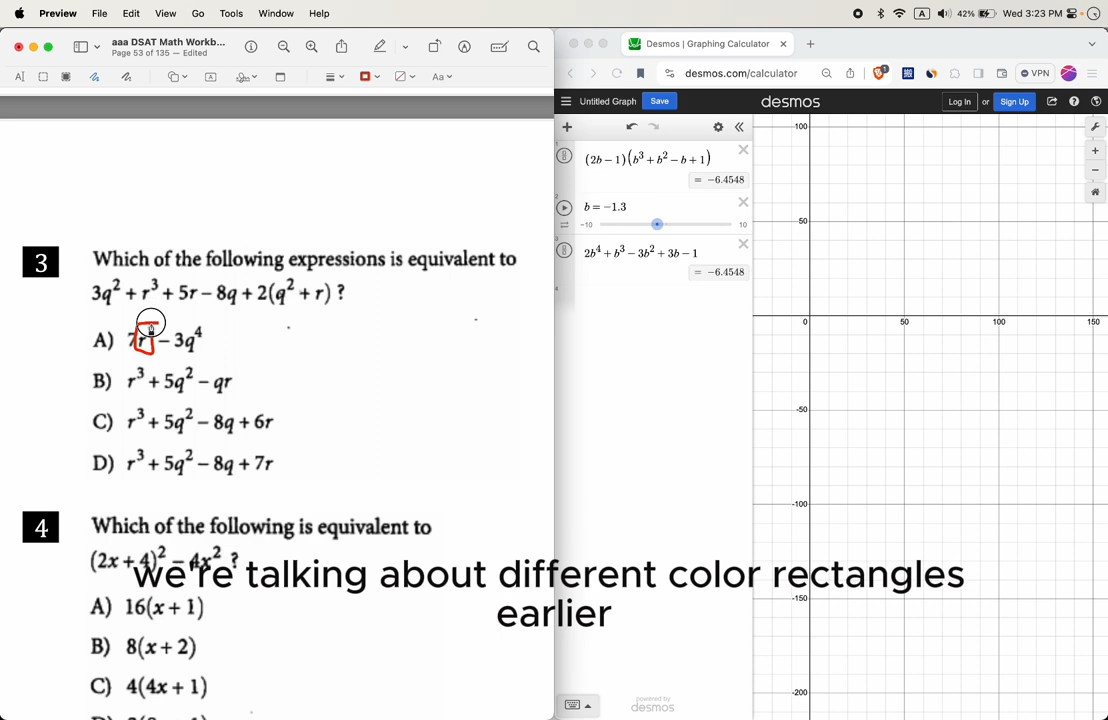 Preview File Edit View Go Tools Window Help
A 42% Wed 3:23 PM
aaa DSAT Math Workb...
Page 53 of 135 — Edited
Aa
Desmos | Graphing Calculator
desmos.com/calculator
1
VPN
Untitled Graph Save desmos Log In or Sign Up
3
Which of the following expressions is equivalent to
3q² + r³ + 5r – 8q + 2(q² + r) ?
A) 7r – 3q⁴
B) r³ + 5q² – qr
C) r³ + 5q² – 8q + 6r
D) r³ + 5q² – 8q + 7r
4
Which of the following is equivalent to
(2x + 4)² – 4x² ?
A) 16(x + 1)
B) 8(x + 2)
C) 4(4x + 1)
we're talking about different color rectangles
earlier
1
(2b – 1)(b³ + b² – b + 1)
= –6.4548
2
b = –1.3
-10 10
3
2b⁴ + b³ – 3b² + 3b – 1
= –6.4548
4
powered by
desmos
100
50
0 50 100 150
-50
-100
-150
-200